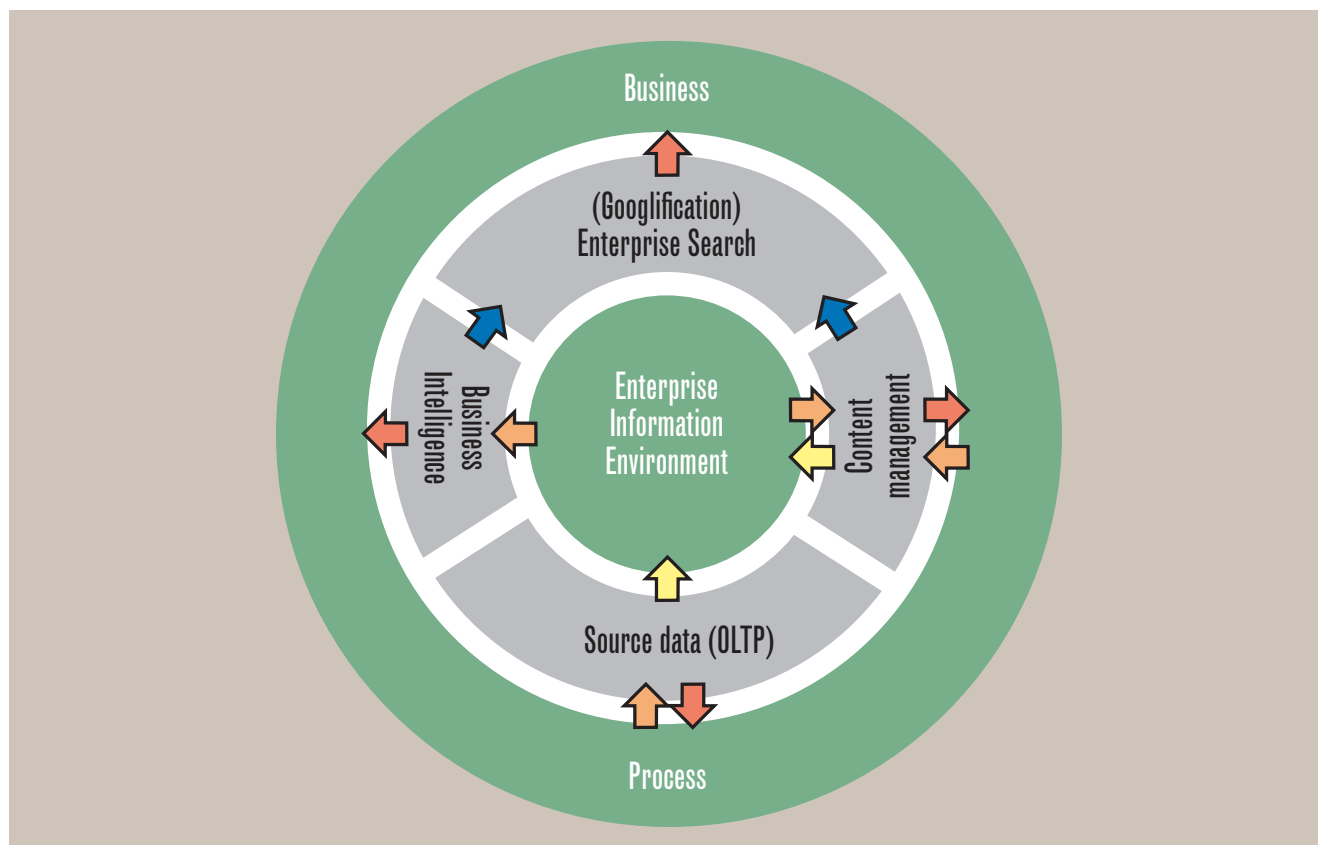 Business
(Googlification)
Enterprise Search
Business
Intelligence
Enterprise
Information
Environment
Content
management
Source data (OLTP)
Process